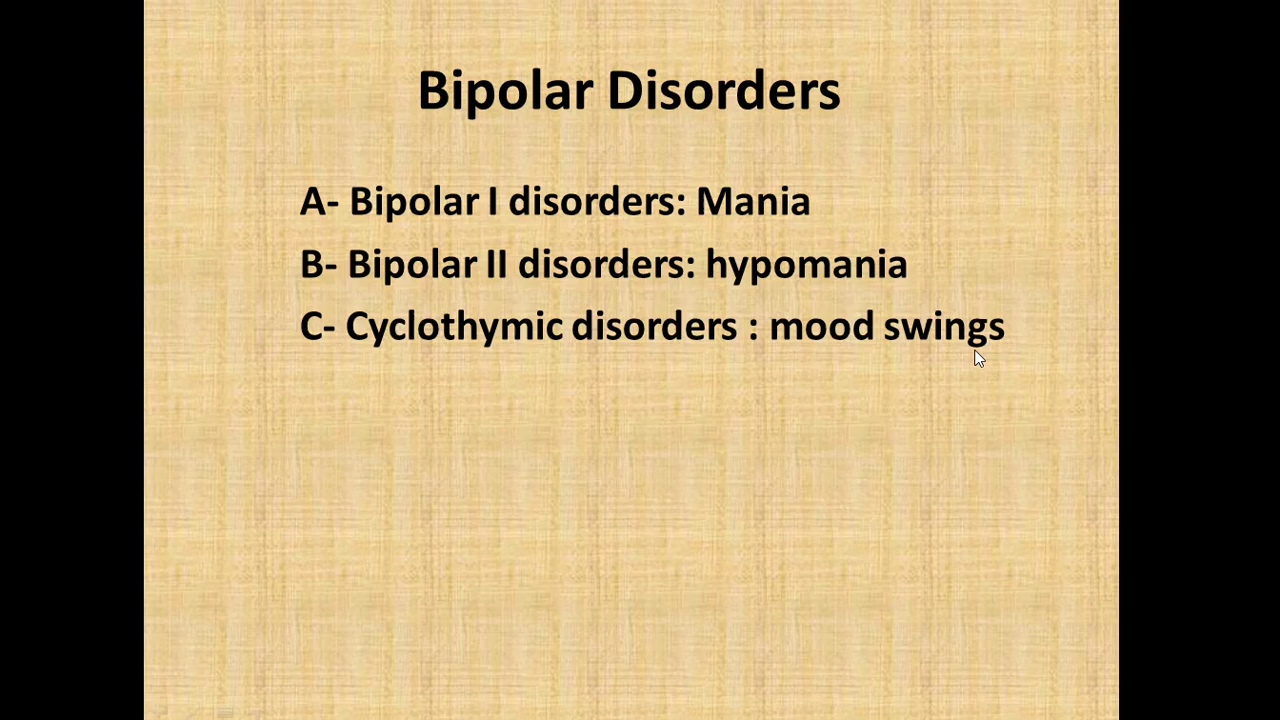 Bipolar Disorders
A- Bipolar I disorders: Mania
B- Bipolar II disorders: hypomania
C- Cyclothymic disorders : mood swings